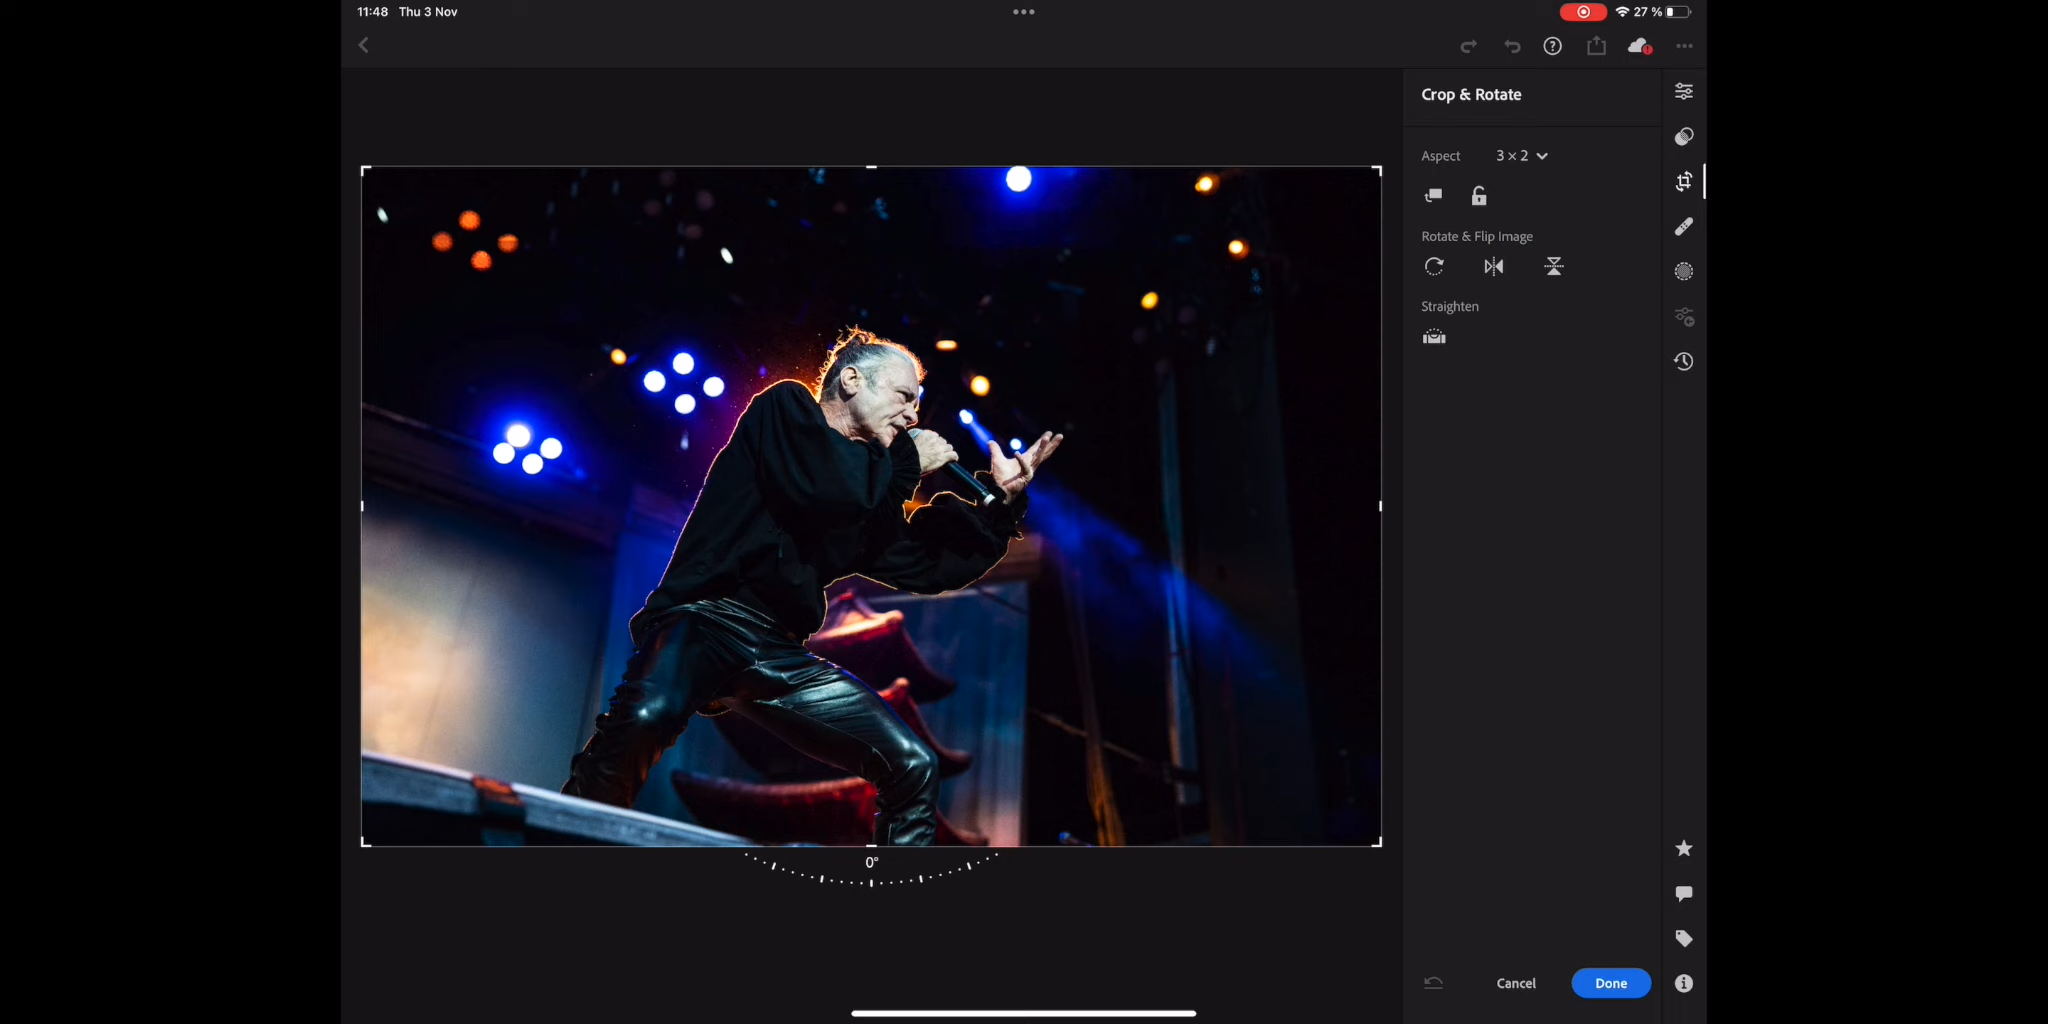 11:48 Thu 3 Nov
27 %
Crop & Rotate
Aspect 3 × 2
Rotate & Flip Image
Straighten
0°
Cancel Done